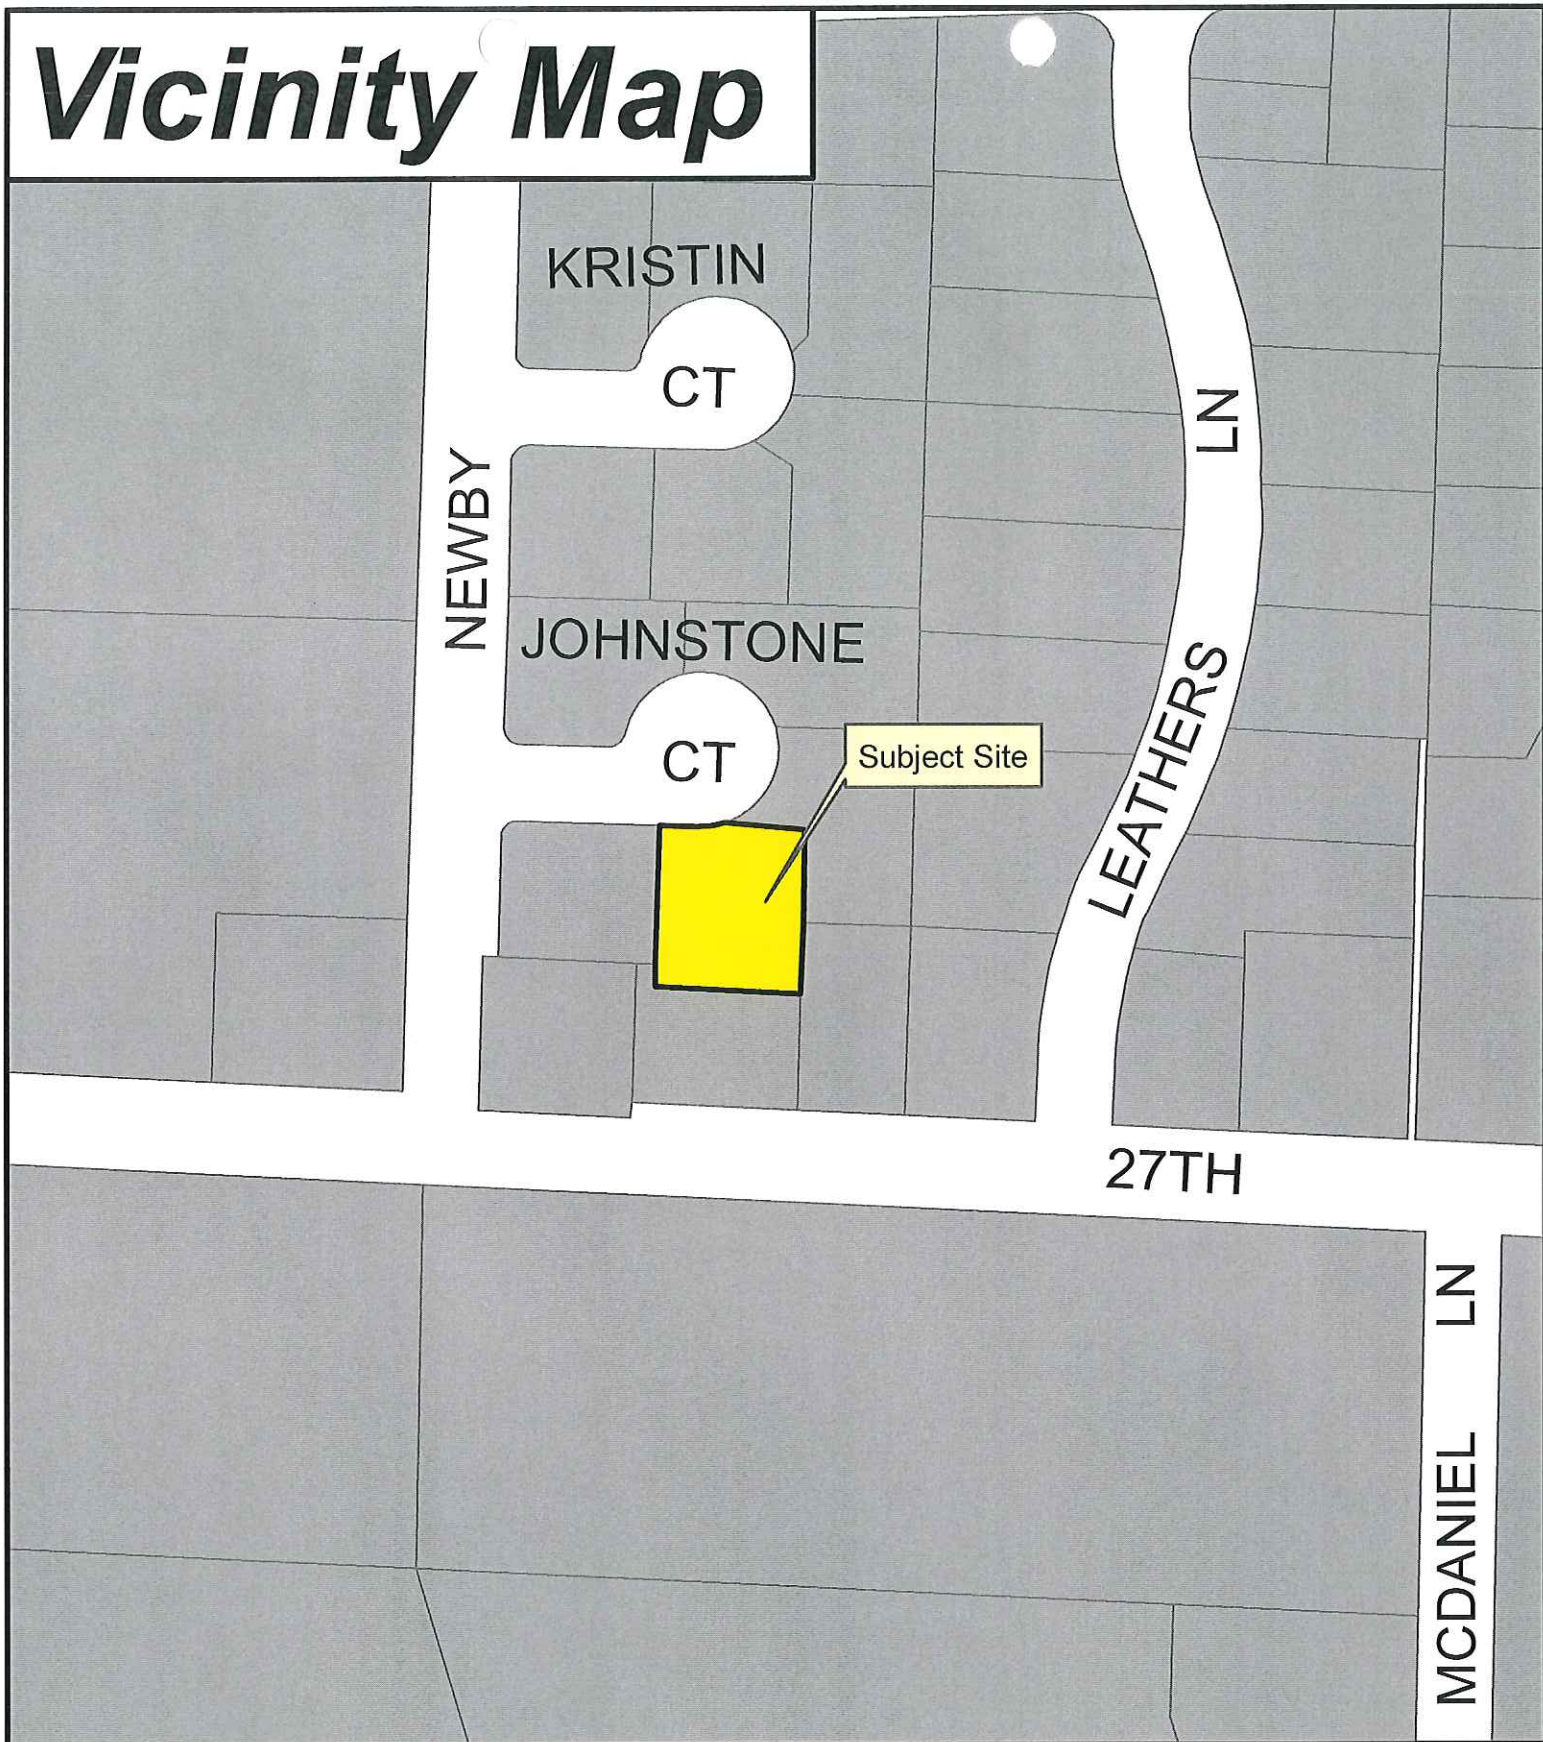 Vicinity Map
KRISTIN
CT
LN
NEWBY
JOHNSTONE
CT
Subject Site
LEATHERS
27TH
LN
MCDANIEL